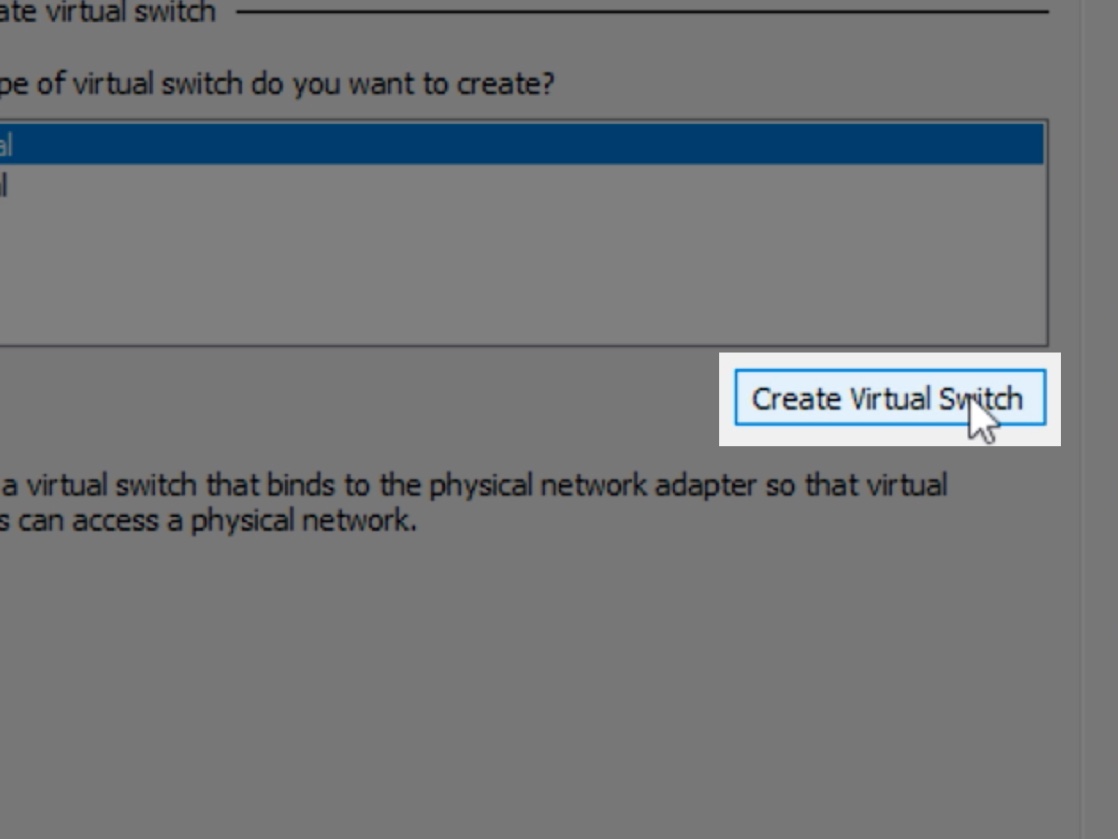 ate virtual switch
pe of virtual switch do you want to create?
al
l
Create Virtual Switch
a virtual switch that binds to the physical network adapter so that virtual
s can access a physical network.